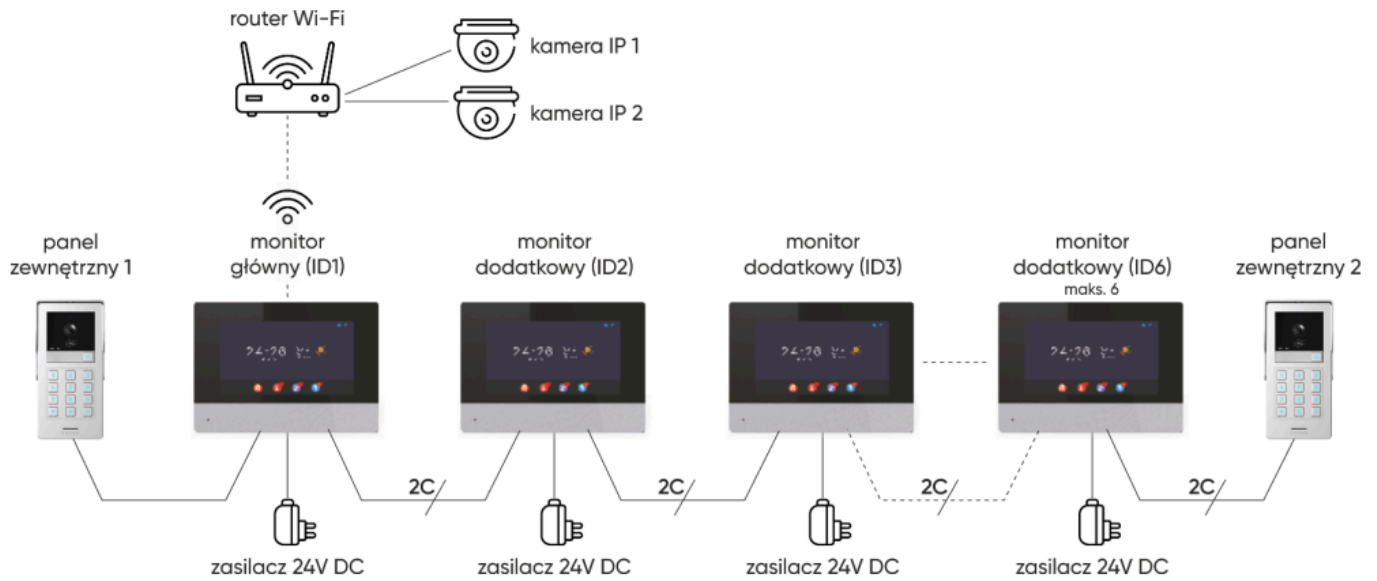 router Wi-Fi
kamera IP 1
kamera IP 2
panel
zewnętrzny 1
monitor
główny (ID1)
monitor
dodatkowy (ID2)
monitor
dodatkowy (ID3)
monitor
dodatkowy (ID6)
maks. 6
panel
zewnętrzny 2
2C
2C
2C
2C
zasilacz 24V DC
zasilacz 24V DC
zasilacz 24V DC
zasilacz 24V DC